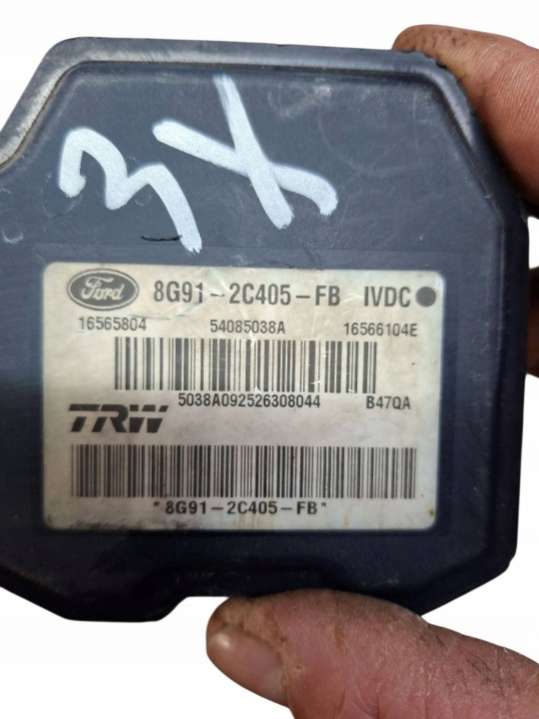 3X
Ford 8G91-2C405-FB IVDC
16565804 54085038A 16566104E
5038A092526308044 B47QA
TRW
*8G91-2C405-FB*